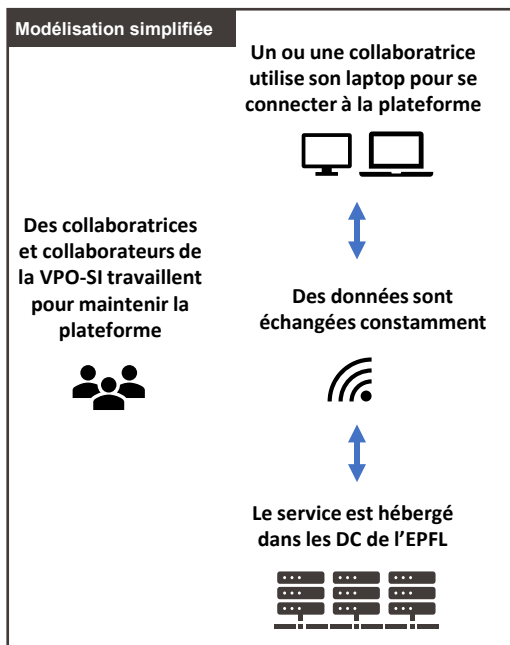 Modélisation simplifiée
Un ou une collaboratrice
utilise son laptop pour se
connecter à la plateforme
Des collaboratrices
et collaborateurs de
la VPO-SI travaillent
pour maintenir la
plateforme
Des données sont
échangées constamment
Le service est hébergé
dans les DC de l’EPFL